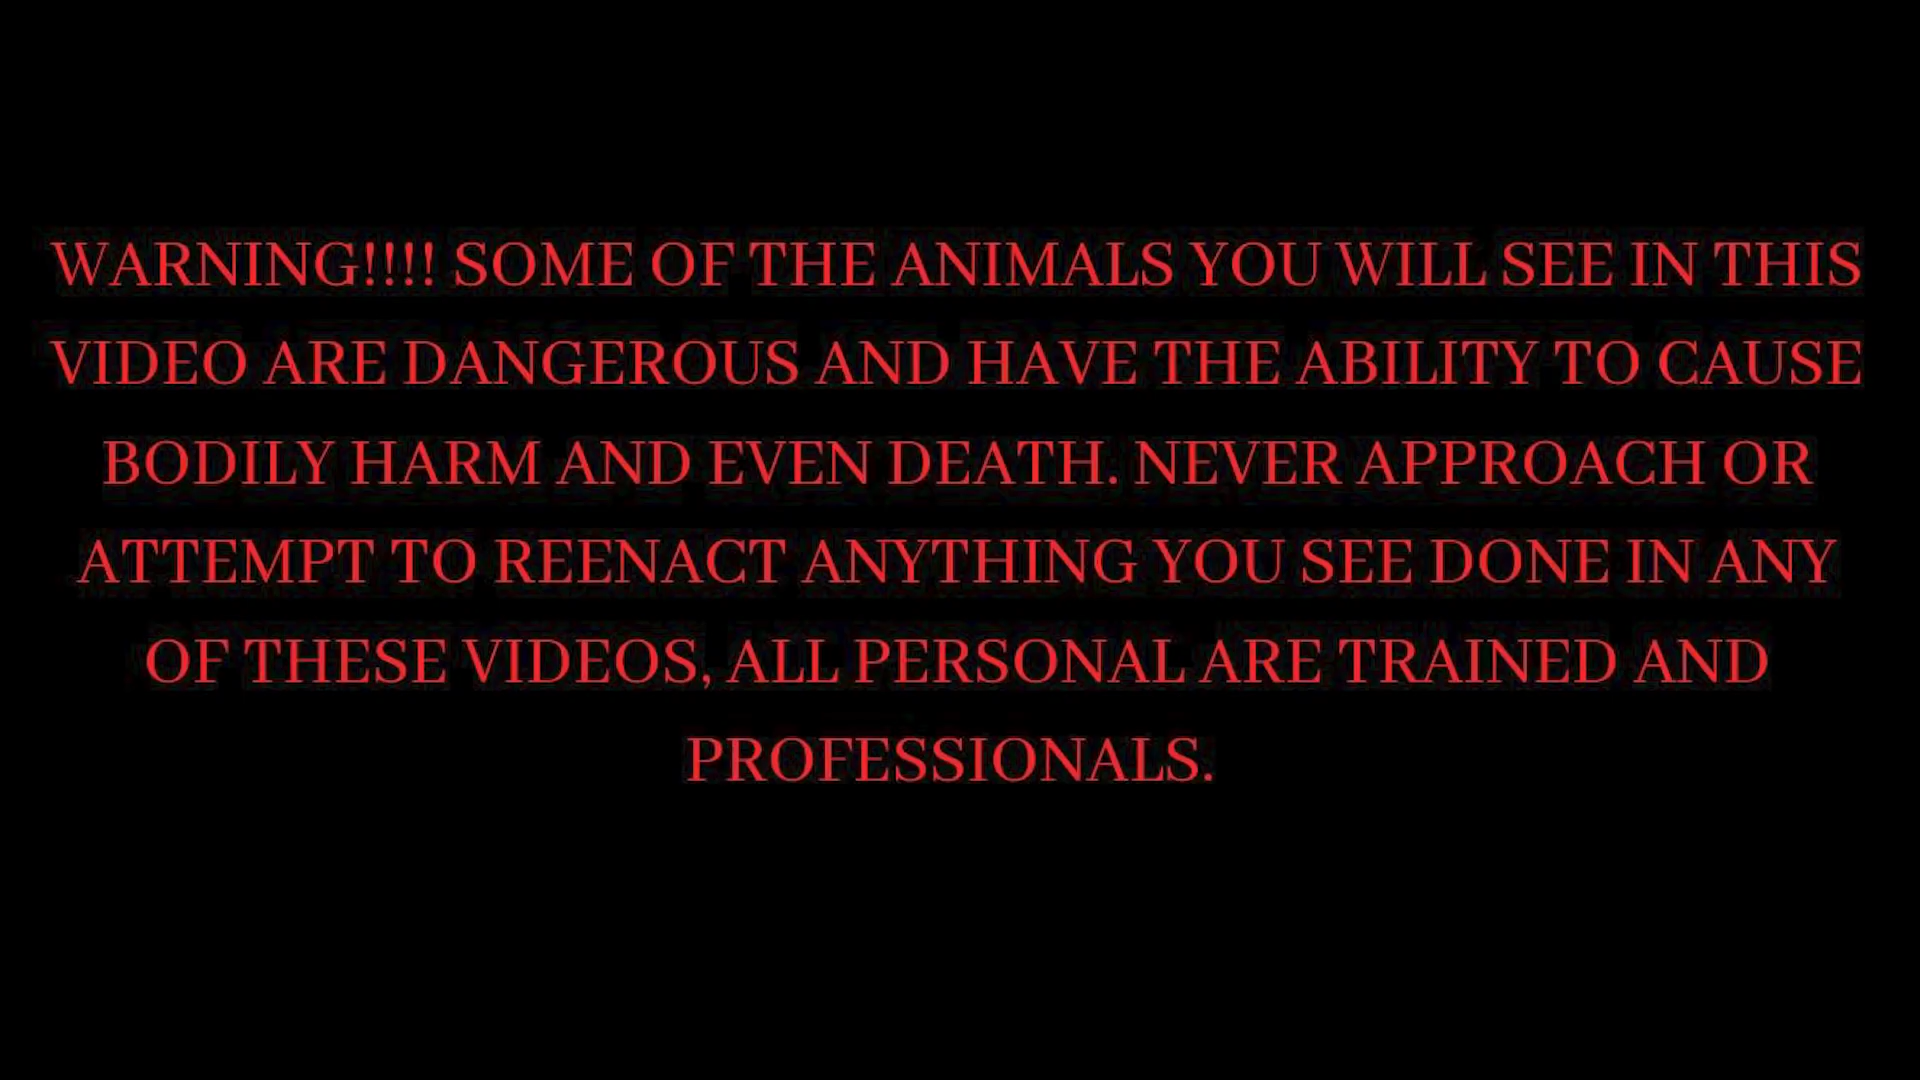 WARNING!!!! SOME OF THE ANIMALS YOU WILL SEE IN THIS
VIDEO ARE DANGEROUS AND HAVE THE ABILITY TO CAUSE
BODILY HARM AND EVEN DEATH. NEVER APPROACH OR
ATTEMPT TO REENACT ANYTHING YOU SEE DONE IN ANY
OF THESE VIDEOS, ALL PERSONAL ARE TRAINED AND
PROFESSIONALS.